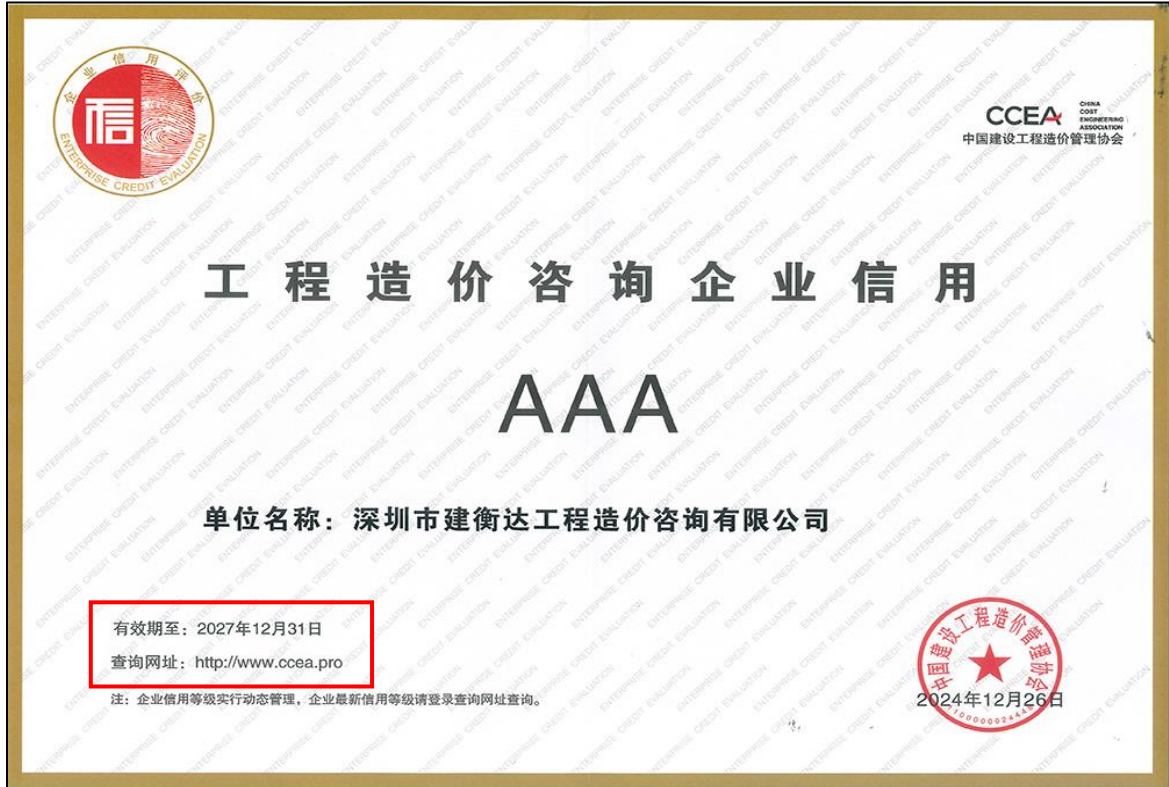 企业信用评价
信
ENTERPRISE CREDIT EVALUATION
CCEA CHINA COST ENGINEERING ASSOCIATION
中国建设工程造价管理协会
工程造价咨询企业信用
AAA
单位名称：深圳市建衡达工程造价咨询有限公司
有效期至：2027年12月31日
查询网址：http://www.ccea.pro
注：企业信用等级实行动态管理，企业最新信用等级请登录查询网址查询。
中国建设工程造价管理协会
2024年12月26日